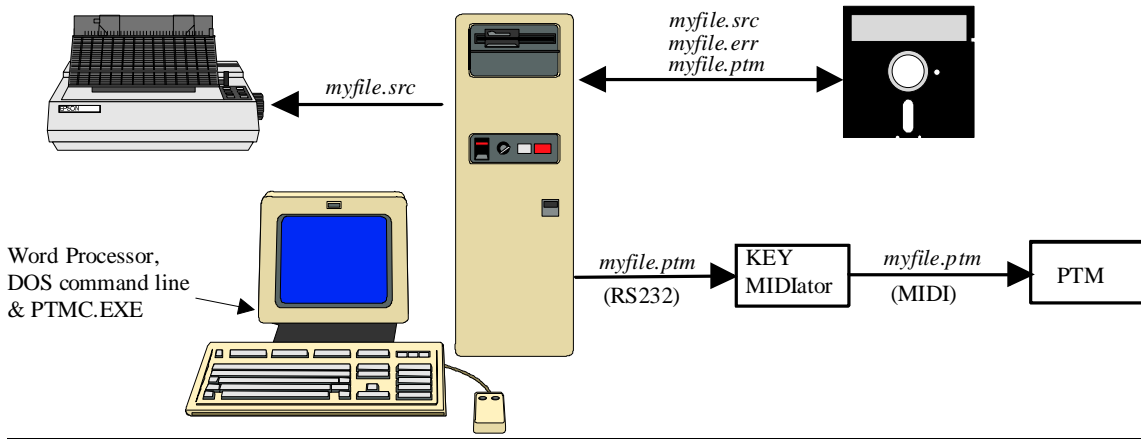 myfile.src
myfile.err
myfile.ptm
myfile.src
EPSON
Word Processor,
DOS command line
& PTMC.EXE
myfile.ptm
(RS232)
KEY
MIDIator
myfile.ptm
(MIDI)
PTM